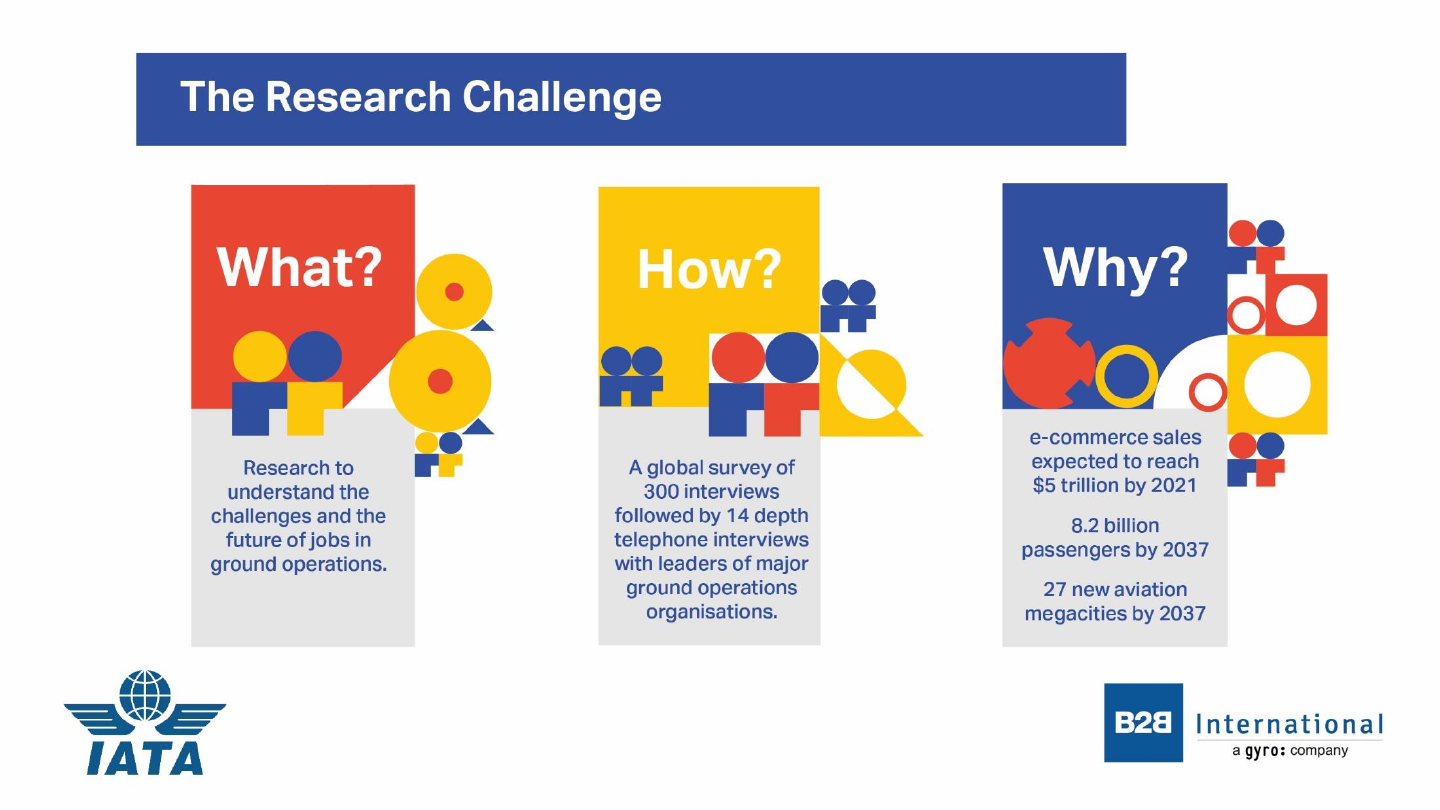 The Research Challenge
What?
Research to
understand the
challenges and the
future of jobs in
ground operations.
How?
A global survey of
300 interviews
followed by 14 depth
telephone interviews
with leaders of major
ground operations
organisations.
Why?
e-commerce sales
expected to reach
$5 trillion by 2021
8.2 billion
passengers by 2037
27 new aviation
megacities by 2037
IATA
B2B International
a gyro: company